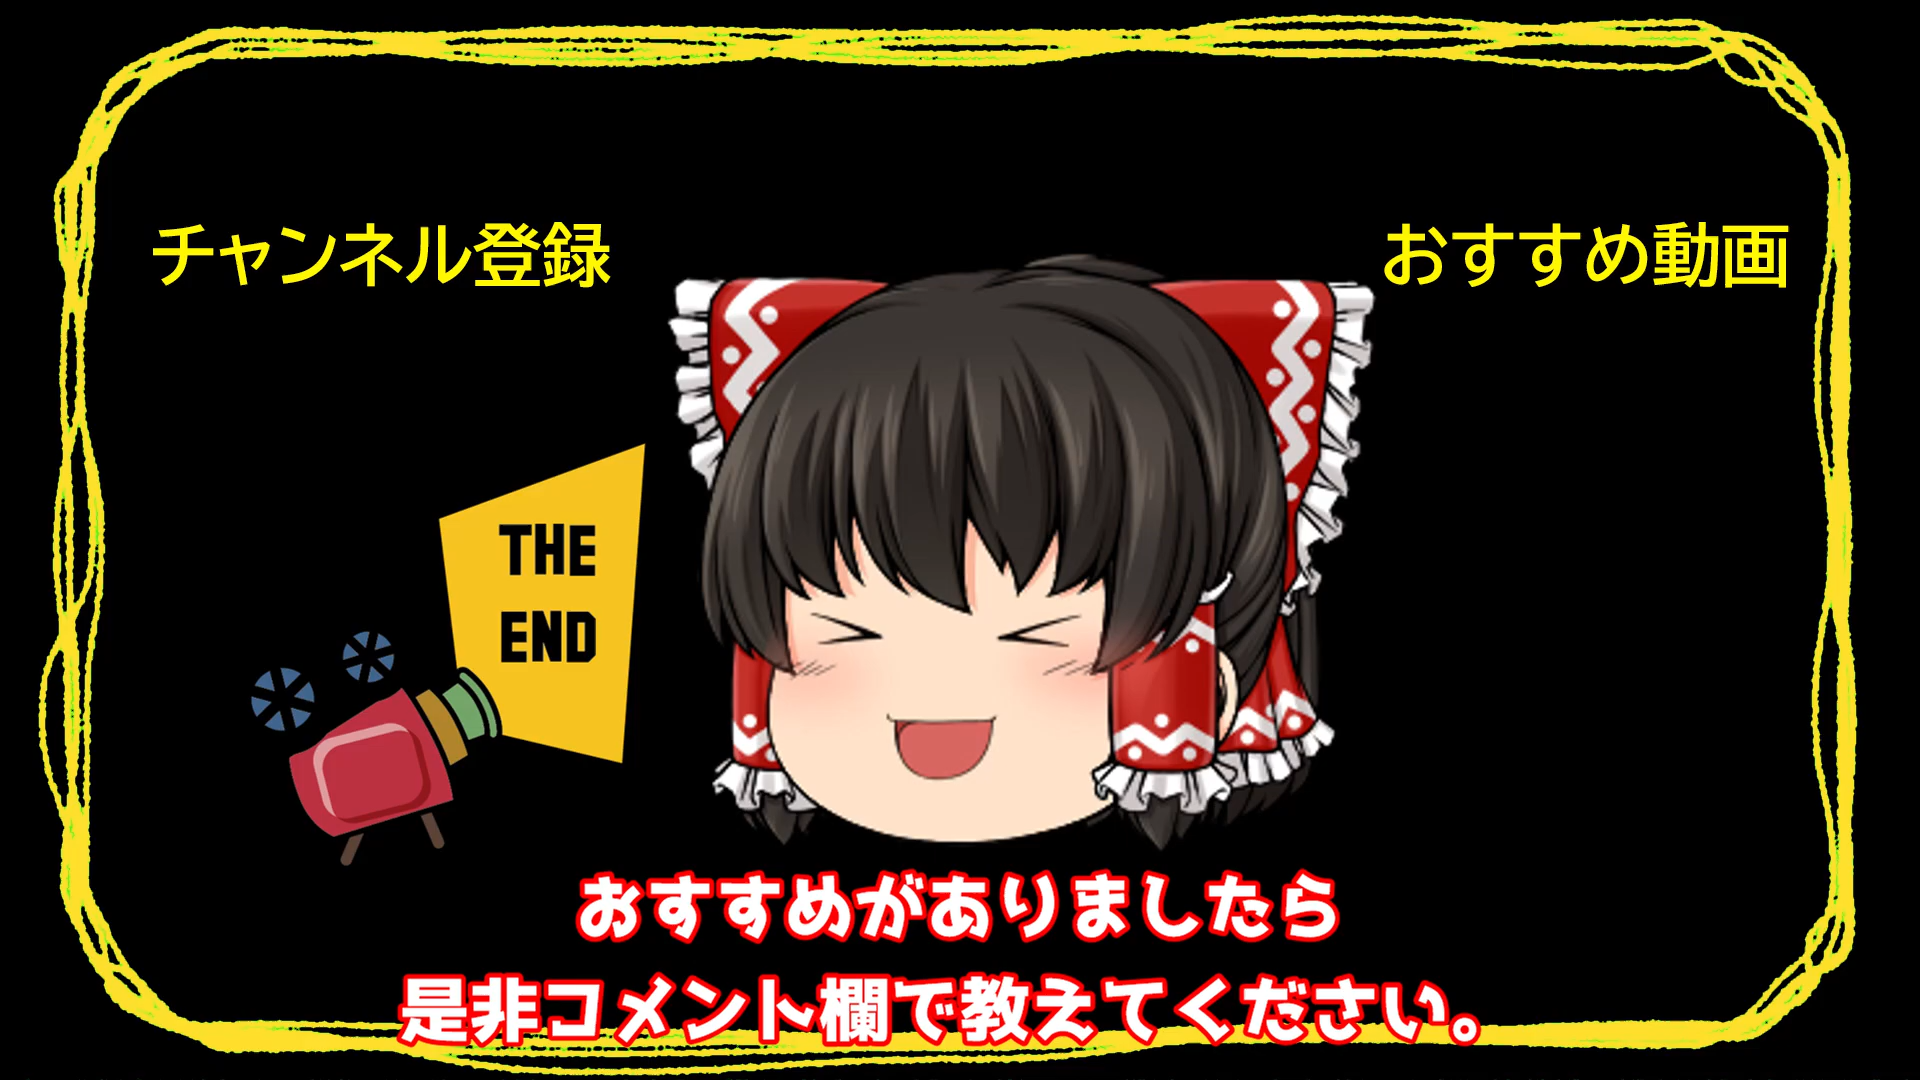 チャンネル登録
おすすめ動画
THE
END
おすすめがありましたら
是非コメント欄で教えてください。